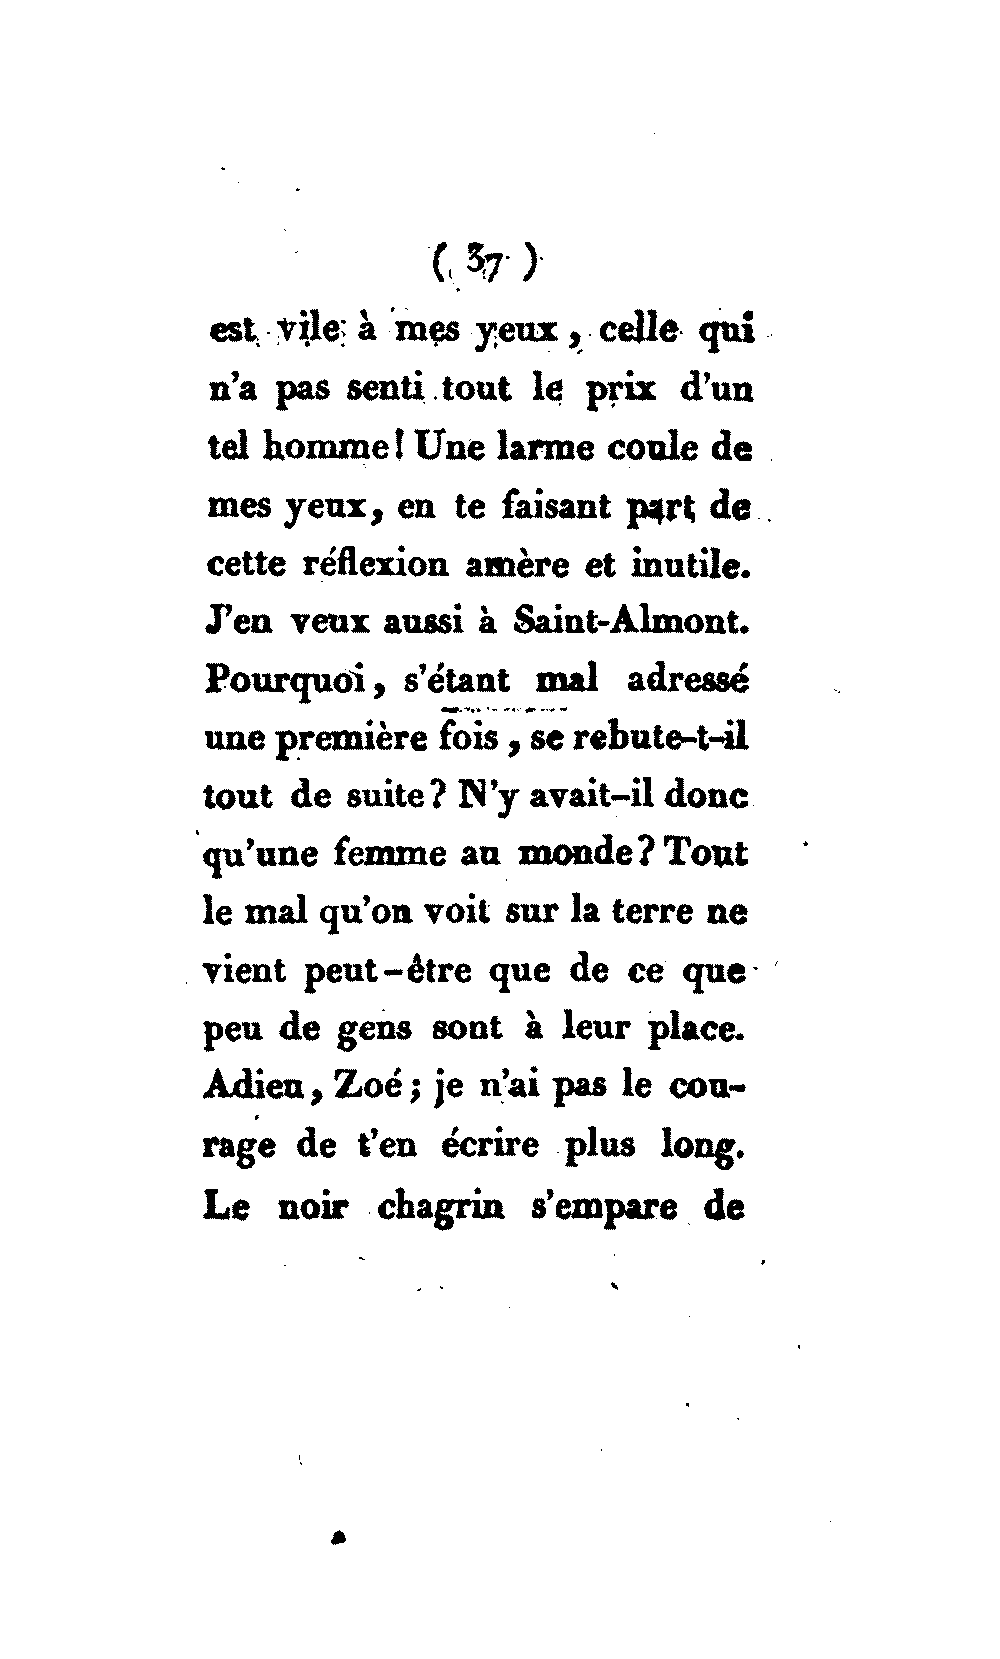 ( 37 )
est vile à mes yeux, celle qui
n'a pas senti tout le prix d'un
tel homme! Une larme coule de
mes yeux, en te faisant part de
cette réflexion amère et inutile.
J'en veux aussi à Saint-Almont.
Pourquoi, s'étant mal adressé
une première fois, se rebute-t-il
tout de suite? N'y avait-il donc
qu'une femme au monde? Tout
le mal qu'on voit sur la terre ne
vient peut-être que de ce que
peu de gens sont à leur place.
Adieu, Zoé; je n'ai pas le cou-
rage de t'en écrire plus long.
Le noir chagrin s'empare de